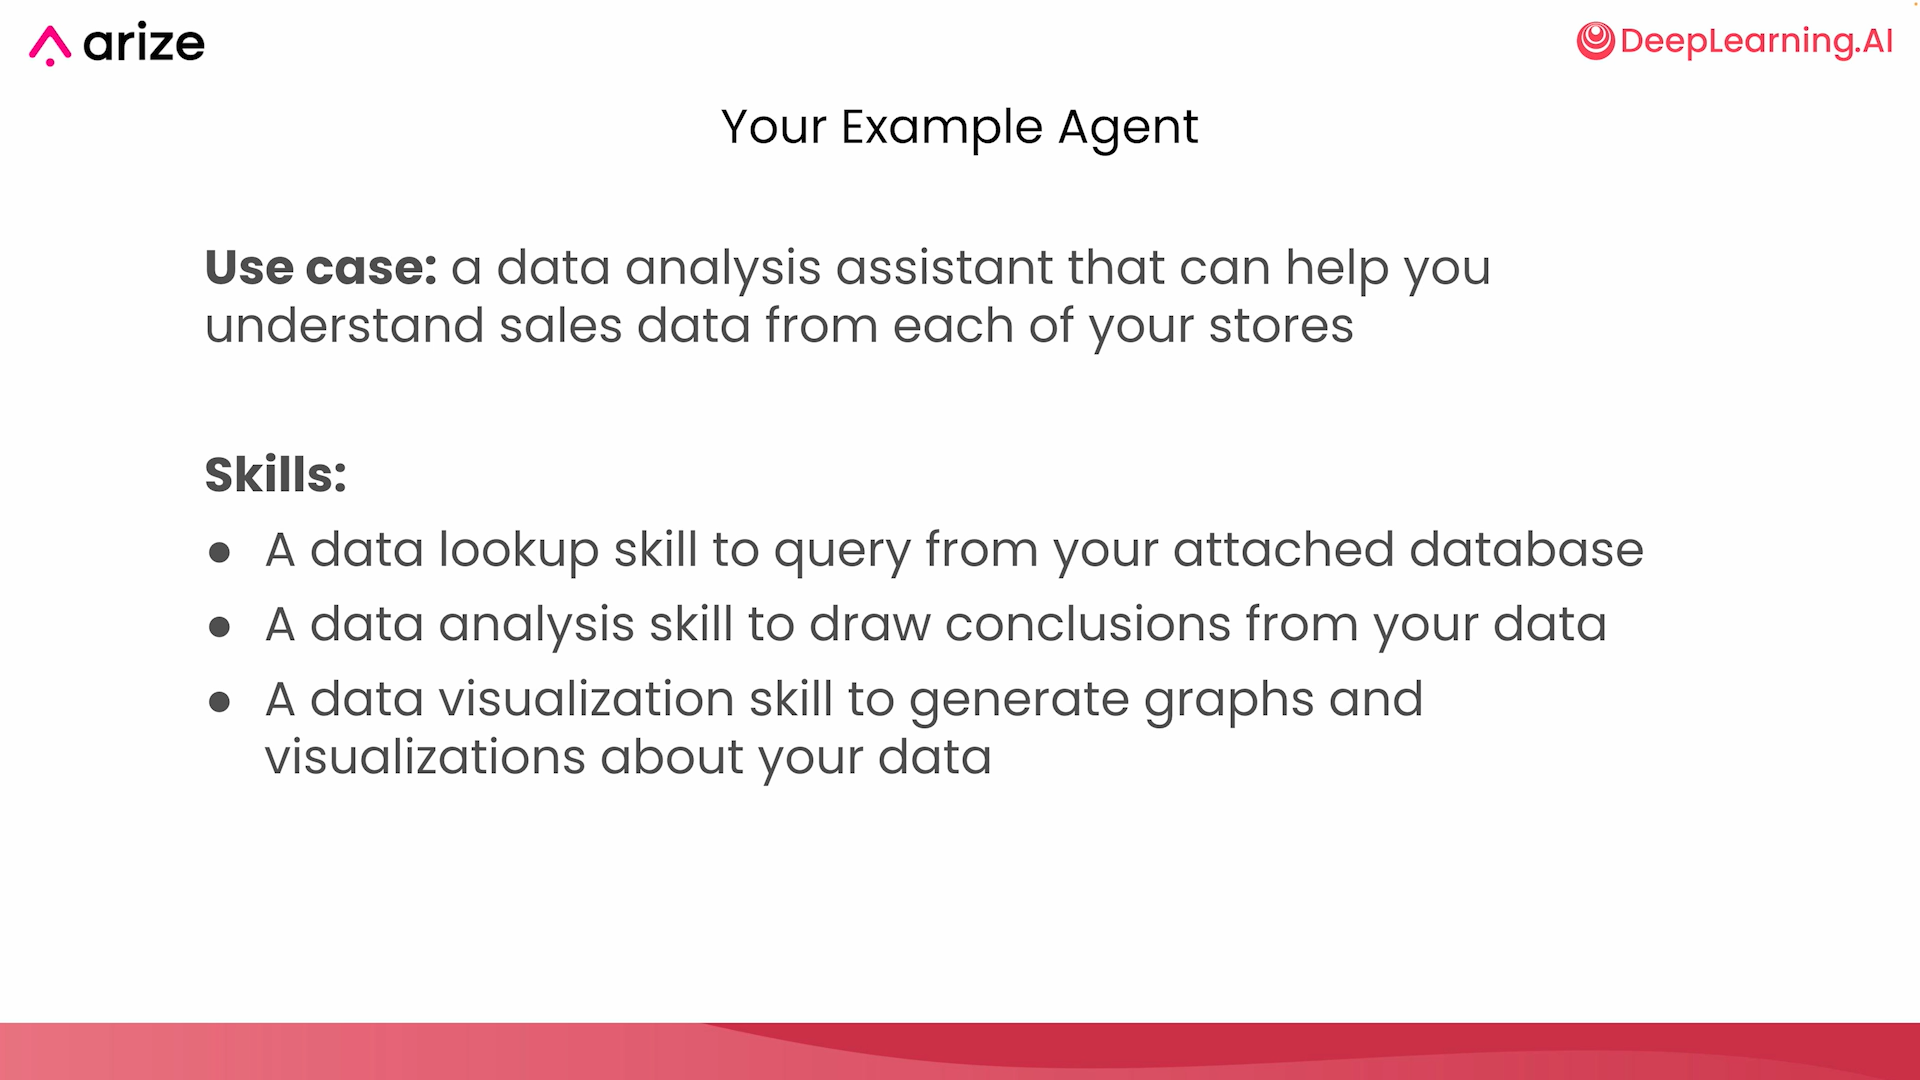 arize
DeepLearning.AI
Your Example Agent
Use case: a data analysis assistant that can help you
understand sales data from each of your stores
Skills:
● A data lookup skill to query from your attached database
● A data analysis skill to draw conclusions from your data
● A data visualization skill to generate graphs and
visualizations about your data